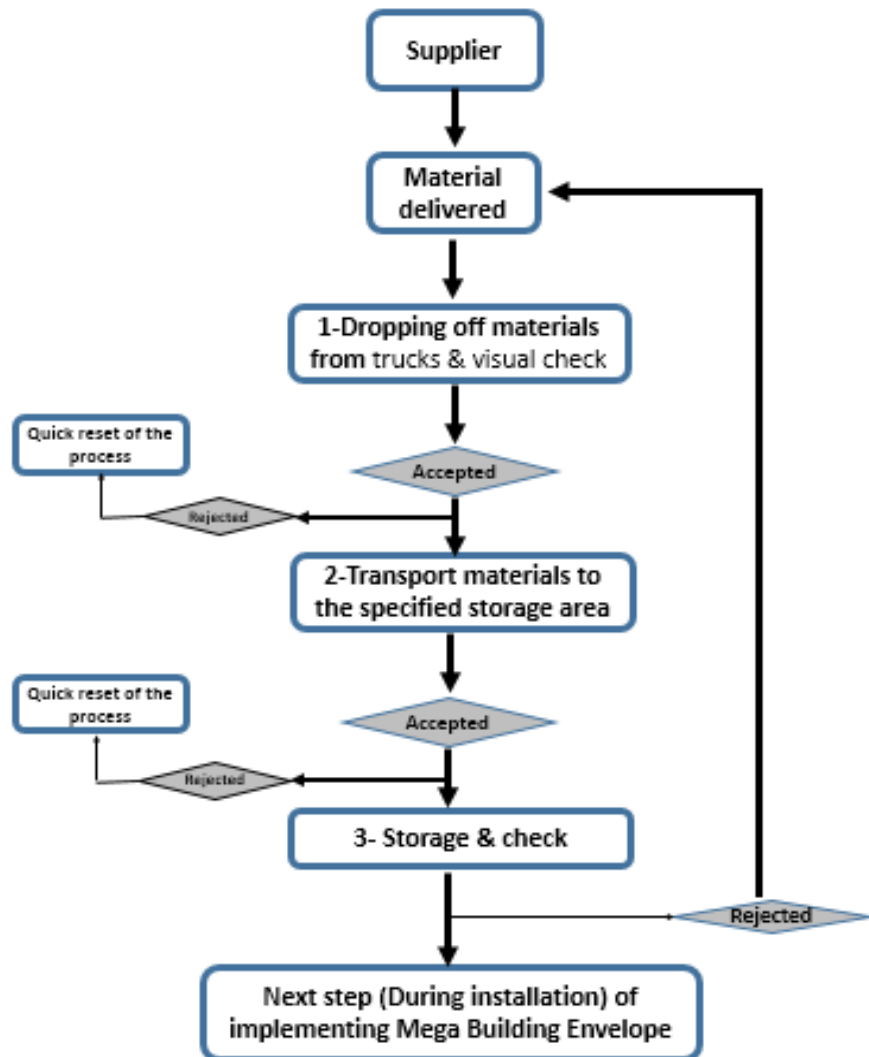 Supplier
Material
delivered
1-Dropping off materials
from trucks & visual check
Quick reset of the
process
Accepted
Rejected
2-Transport materials to
the specified storage area
Quick reset of the
process
Accepted
Rejected
3- Storage & check
Rejected
Next step (During installation) of
implementing Mega Building Envelope